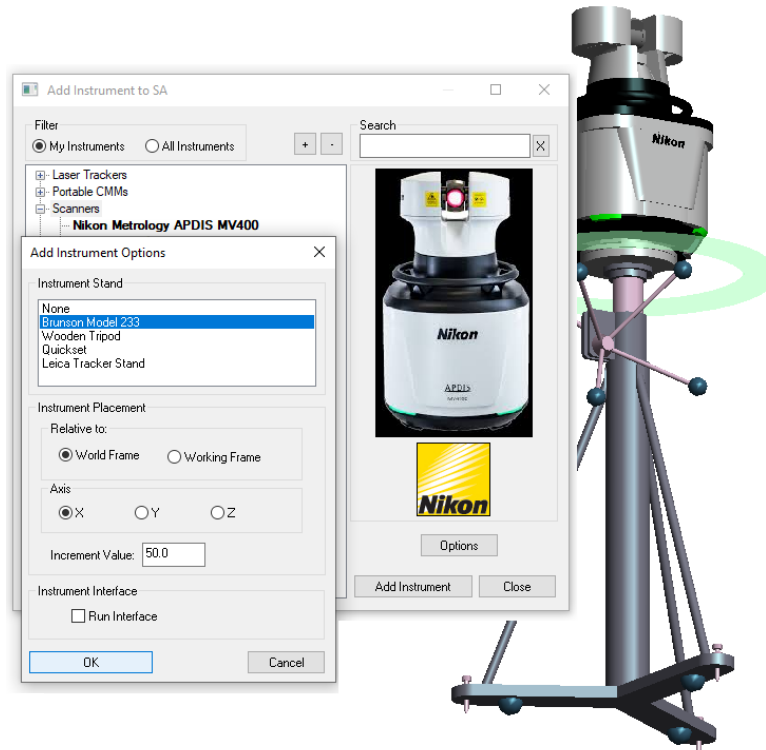 Add Instrument to SA
Filter
My Instruments
All Instruments
+
-
Search
X
Laser Trackers
Portable CMMs
Scanners
Nikon Metrology APDIS MV400
Add Instrument Options
Instrument Stand
None
Brunson Model 233
Wooden Tripod
Quickset
Leica Tracker Stand
Instrument Placement
Relative to:
World Frame
Working Frame
Axis
X
Y
Z
Increment Value: 50.0
Instrument Interface
Run Interface
OK
Cancel
Nikon
APDIS
Nikon
Options
Add Instrument
Close
Nikon